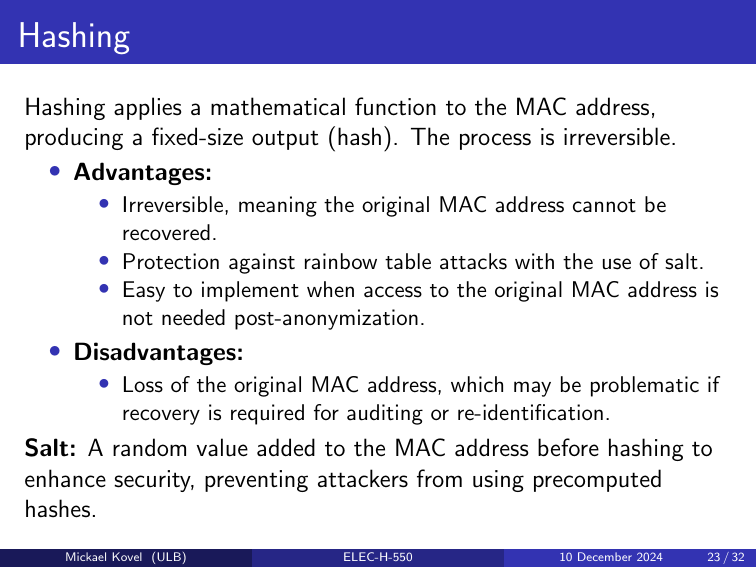 Hashing
Hashing applies a mathematical function to the MAC address,
producing a fixed-size output (hash). The process is irreversible.
• Advantages:
• Irreversible, meaning the original MAC address cannot be
recovered.
• Protection against rainbow table attacks with the use of salt.
• Easy to implement when access to the original MAC address is
not needed post-anonymization.
• Disadvantages:
• Loss of the original MAC address, which may be problematic if
recovery is required for auditing or re-identification.
Salt: A random value added to the MAC address before hashing to
enhance security, preventing attackers from using precomputed
hashes.
Mickael Kovel (ULB) ELEC-H-550 10 December 2024 23 / 32